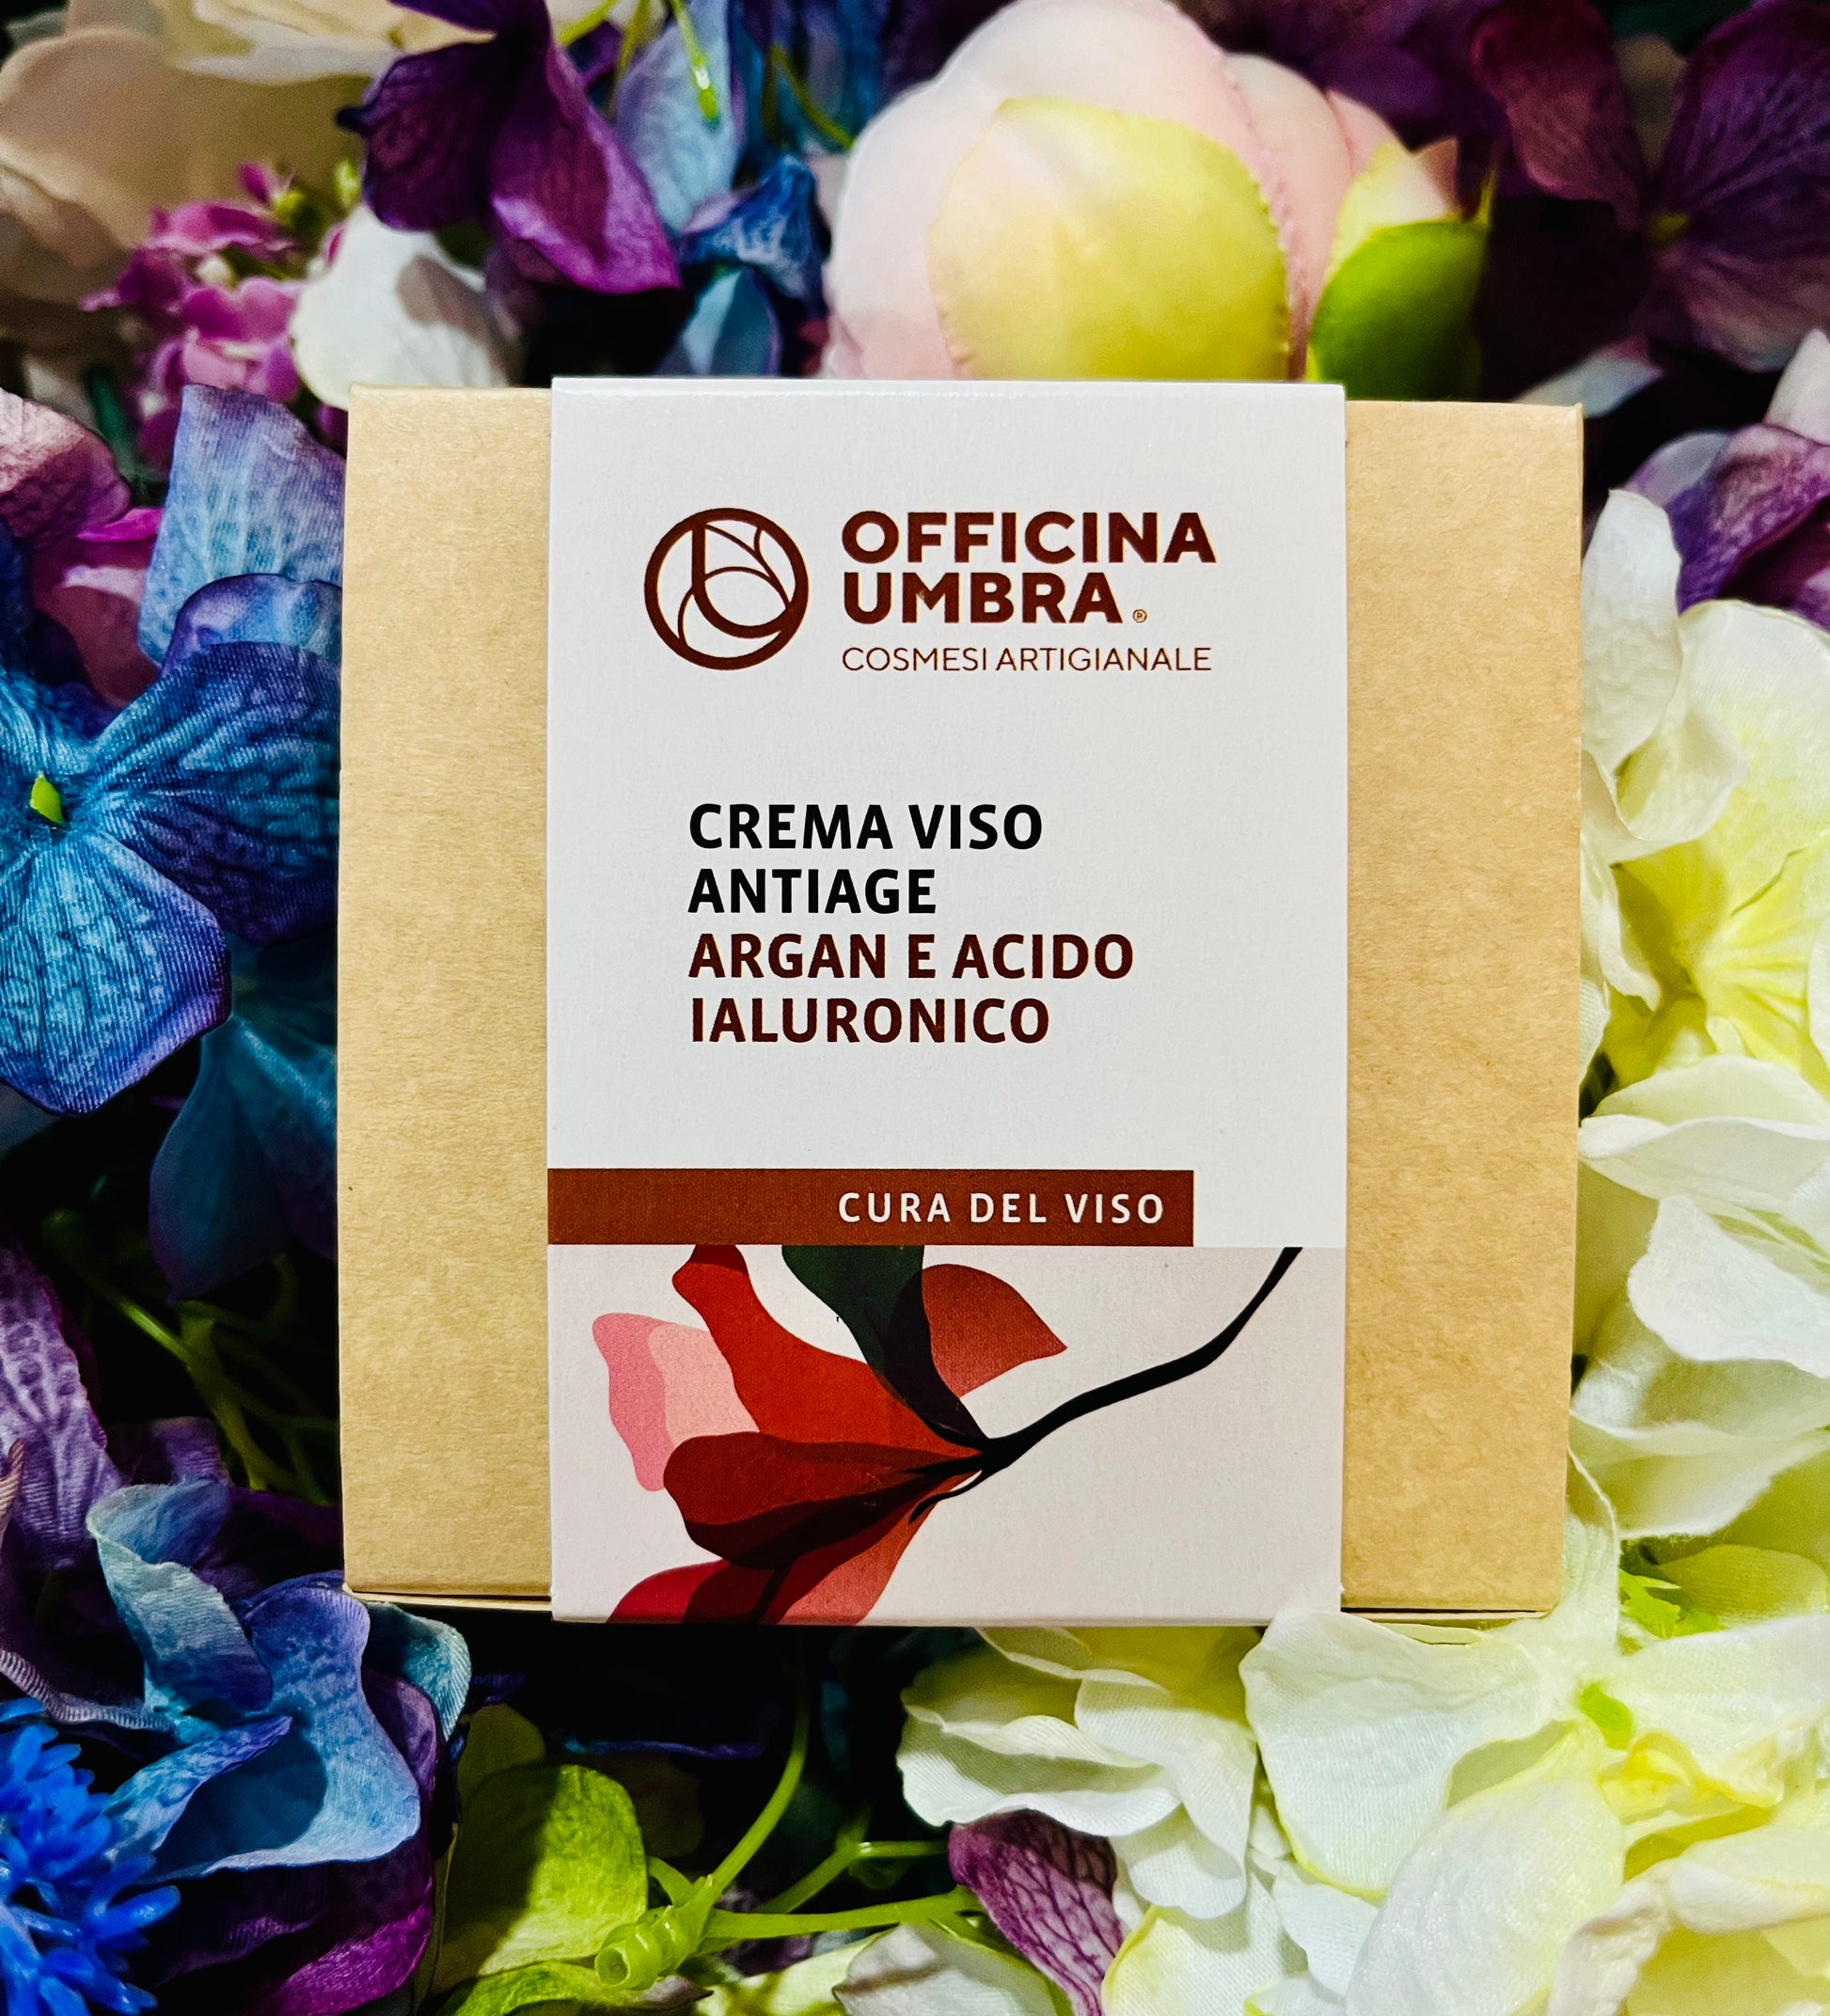 OFFICINA
UMBRA®
COSMESI ARTIGIANALE
CREMA VISO
ANTIAGE
ARGAN E ACIDO
IALURONICO
CURA DEL VISO